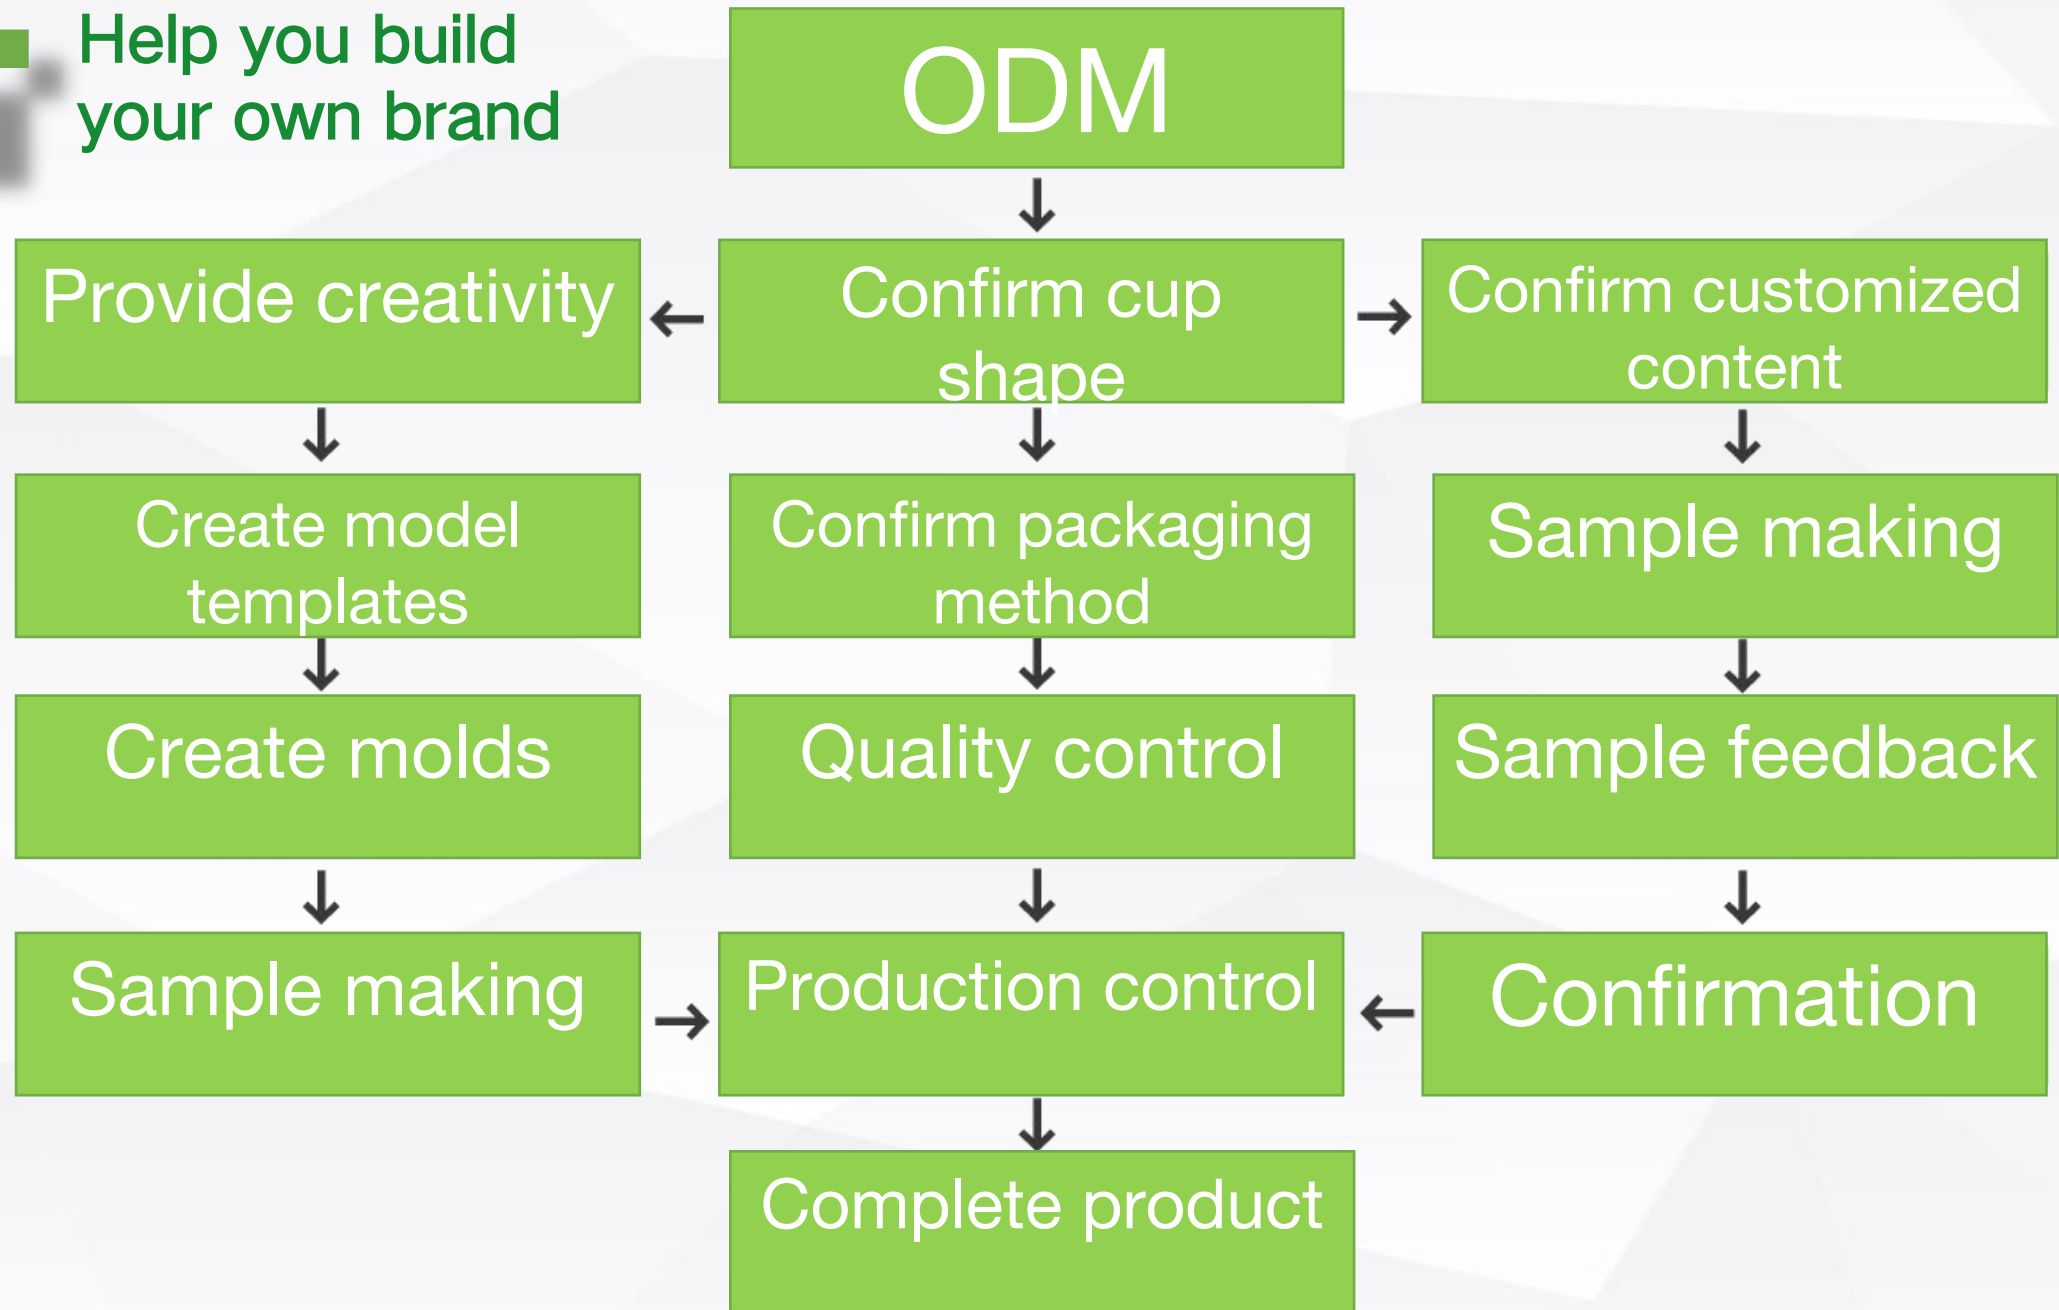 Help you build
your own brand
ODM
Provide creativity
Confirm cup
shape
Confirm customized
content
Create model
templates
Confirm packaging
method
Sample making
Create molds
Quality control
Sample feedback
Sample making
Production control
Confirmation
Complete product